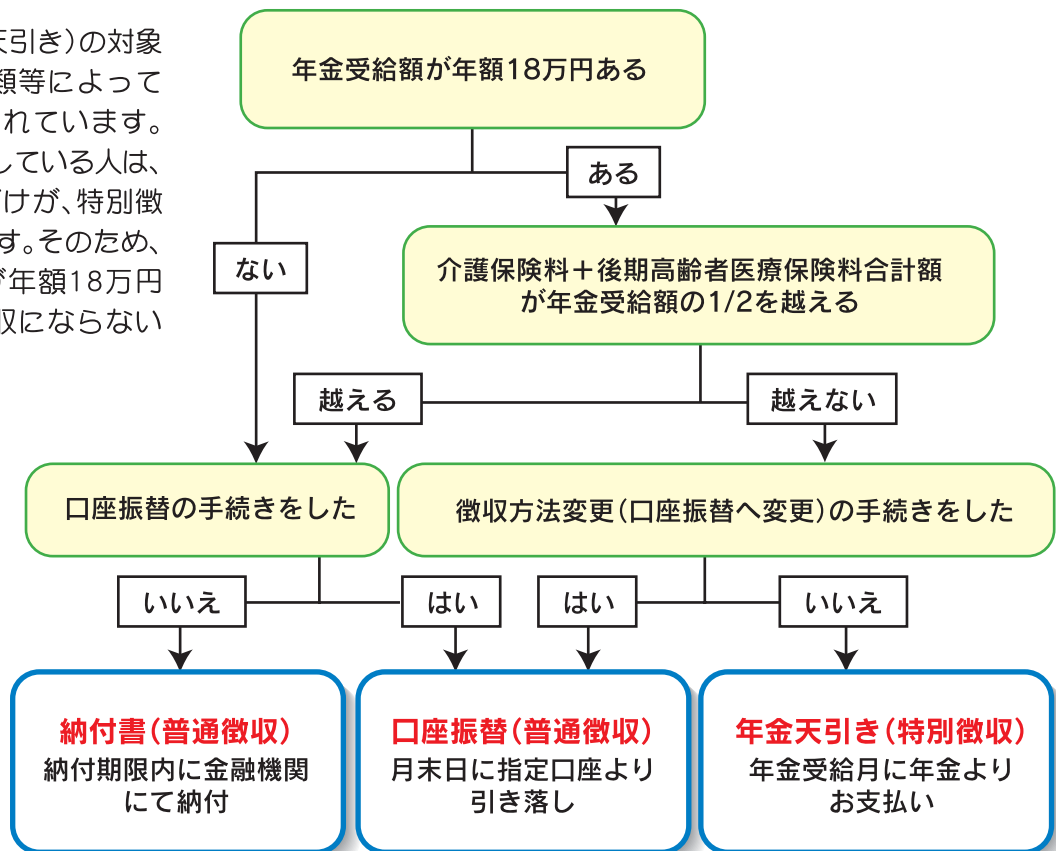 天引き)の対象
類等によって
れています。
している人は、
だけが、特別徴
す。そのため、
が年額18万円
収にならない
年金受給額が年額18万円ある
ある
ない
介護保険料+後期高齢者医療保険料合計額
が年金受給額の1/2を越える
越える
越えない
口座振替の手続きをした
徴収方法変更(口座振替へ変更)の手続きをした
いいえ
はい
はい
いいえ
納付書(普通徴収)
納付期限内に金融機関
にて納付
口座振替(普通徴収)
月末日に指定口座より
引き落し
年金天引き(特別徴収)
年金受給月に年金より
お支払い